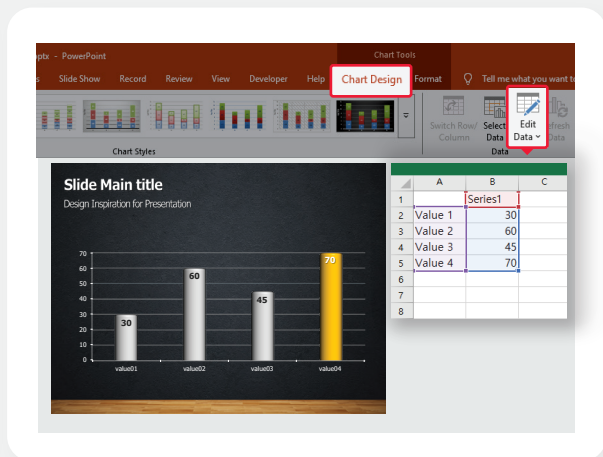 pptx - PowerPoint
Chart Tools
s Slide Show Record Review View Developer Help Chart Design Format Tell me what you want to
Switch Row/ Column
Select Data
Edit Data
Refresh Data
Chart Styles
Data
Slide Main title
Design Inspiration for Presentation
70
60
50
40
30
20
10
0
30
60
45
70
value01 value02 value03 value04
A B C
1 Series1
2 Value 1 30
3 Value 2 60
4 Value 3 45
5 Value 4 70
6
7
8